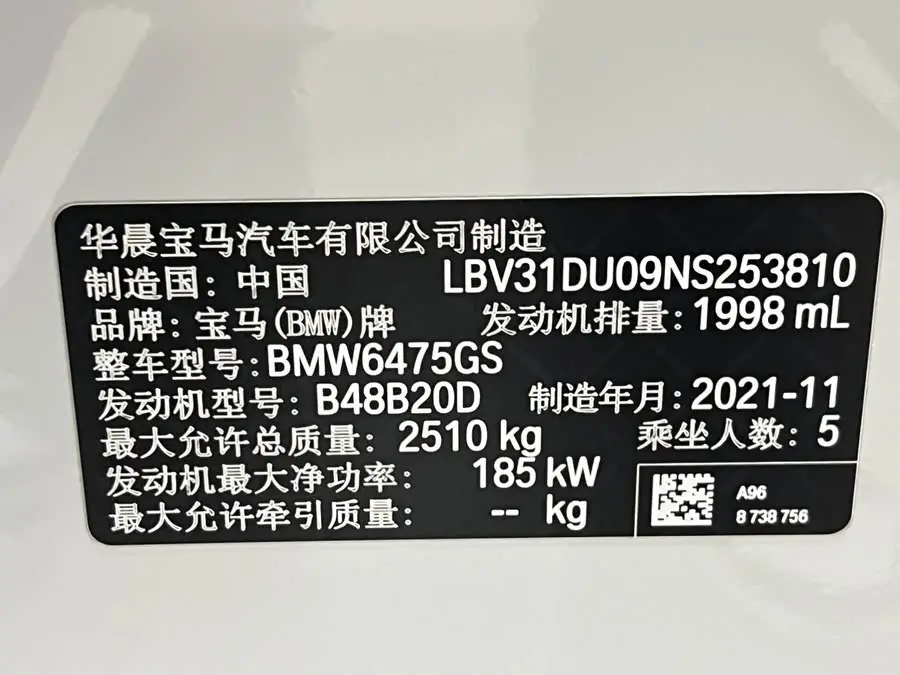 华晨宝马汽车有限公司制造
制造国：中国 LBV31DU09NS253810
品牌：宝马(BMW)牌 发动机排量：1998 mL
整车型号：BMW6475GS
发动机型号：B48B20D 制造年月：2021-11
最大允许总质量：2510 kg 乘坐人数：5
发动机最大净功率：185 kW
最大允许牵引质量：-- kg
A96
8 738 756